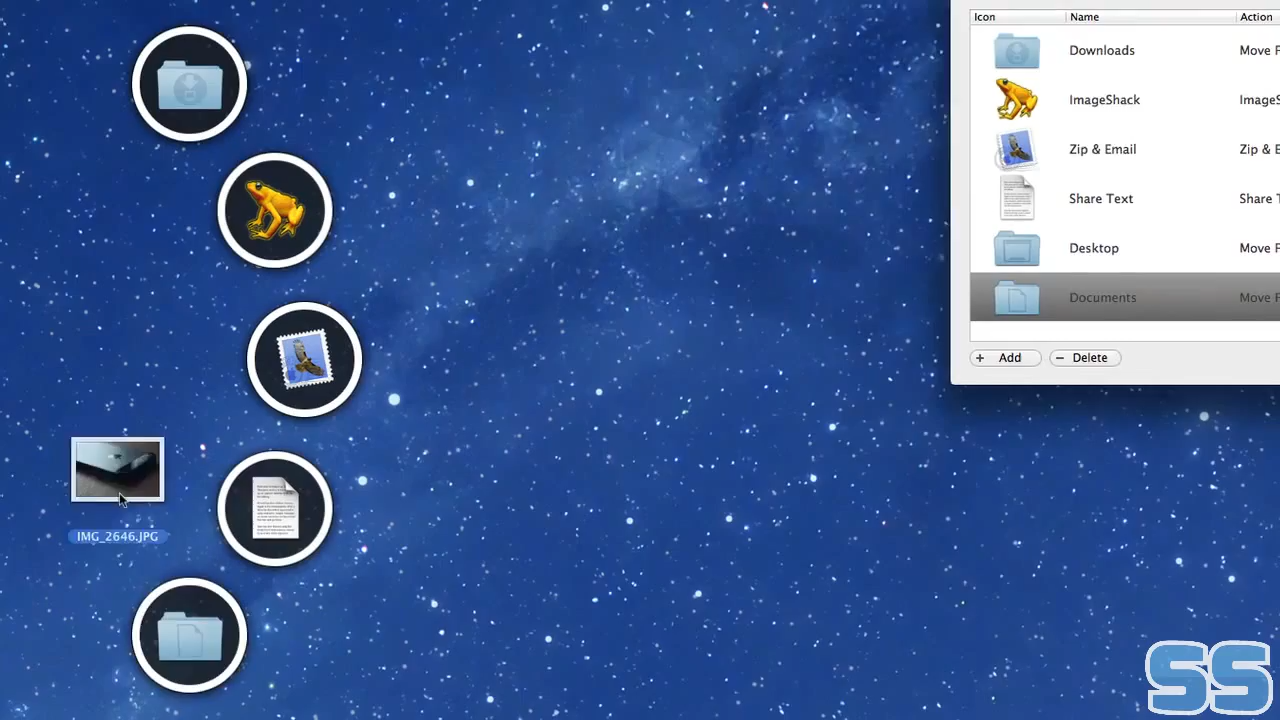 Icon Name Action
Downloads Move F
ImageShack ImageS
Zip & Email Zip & E
Share Text Share T
Desktop Move F
Documents Move F
+ Add − Delete
IMG_2646.JPG
SS